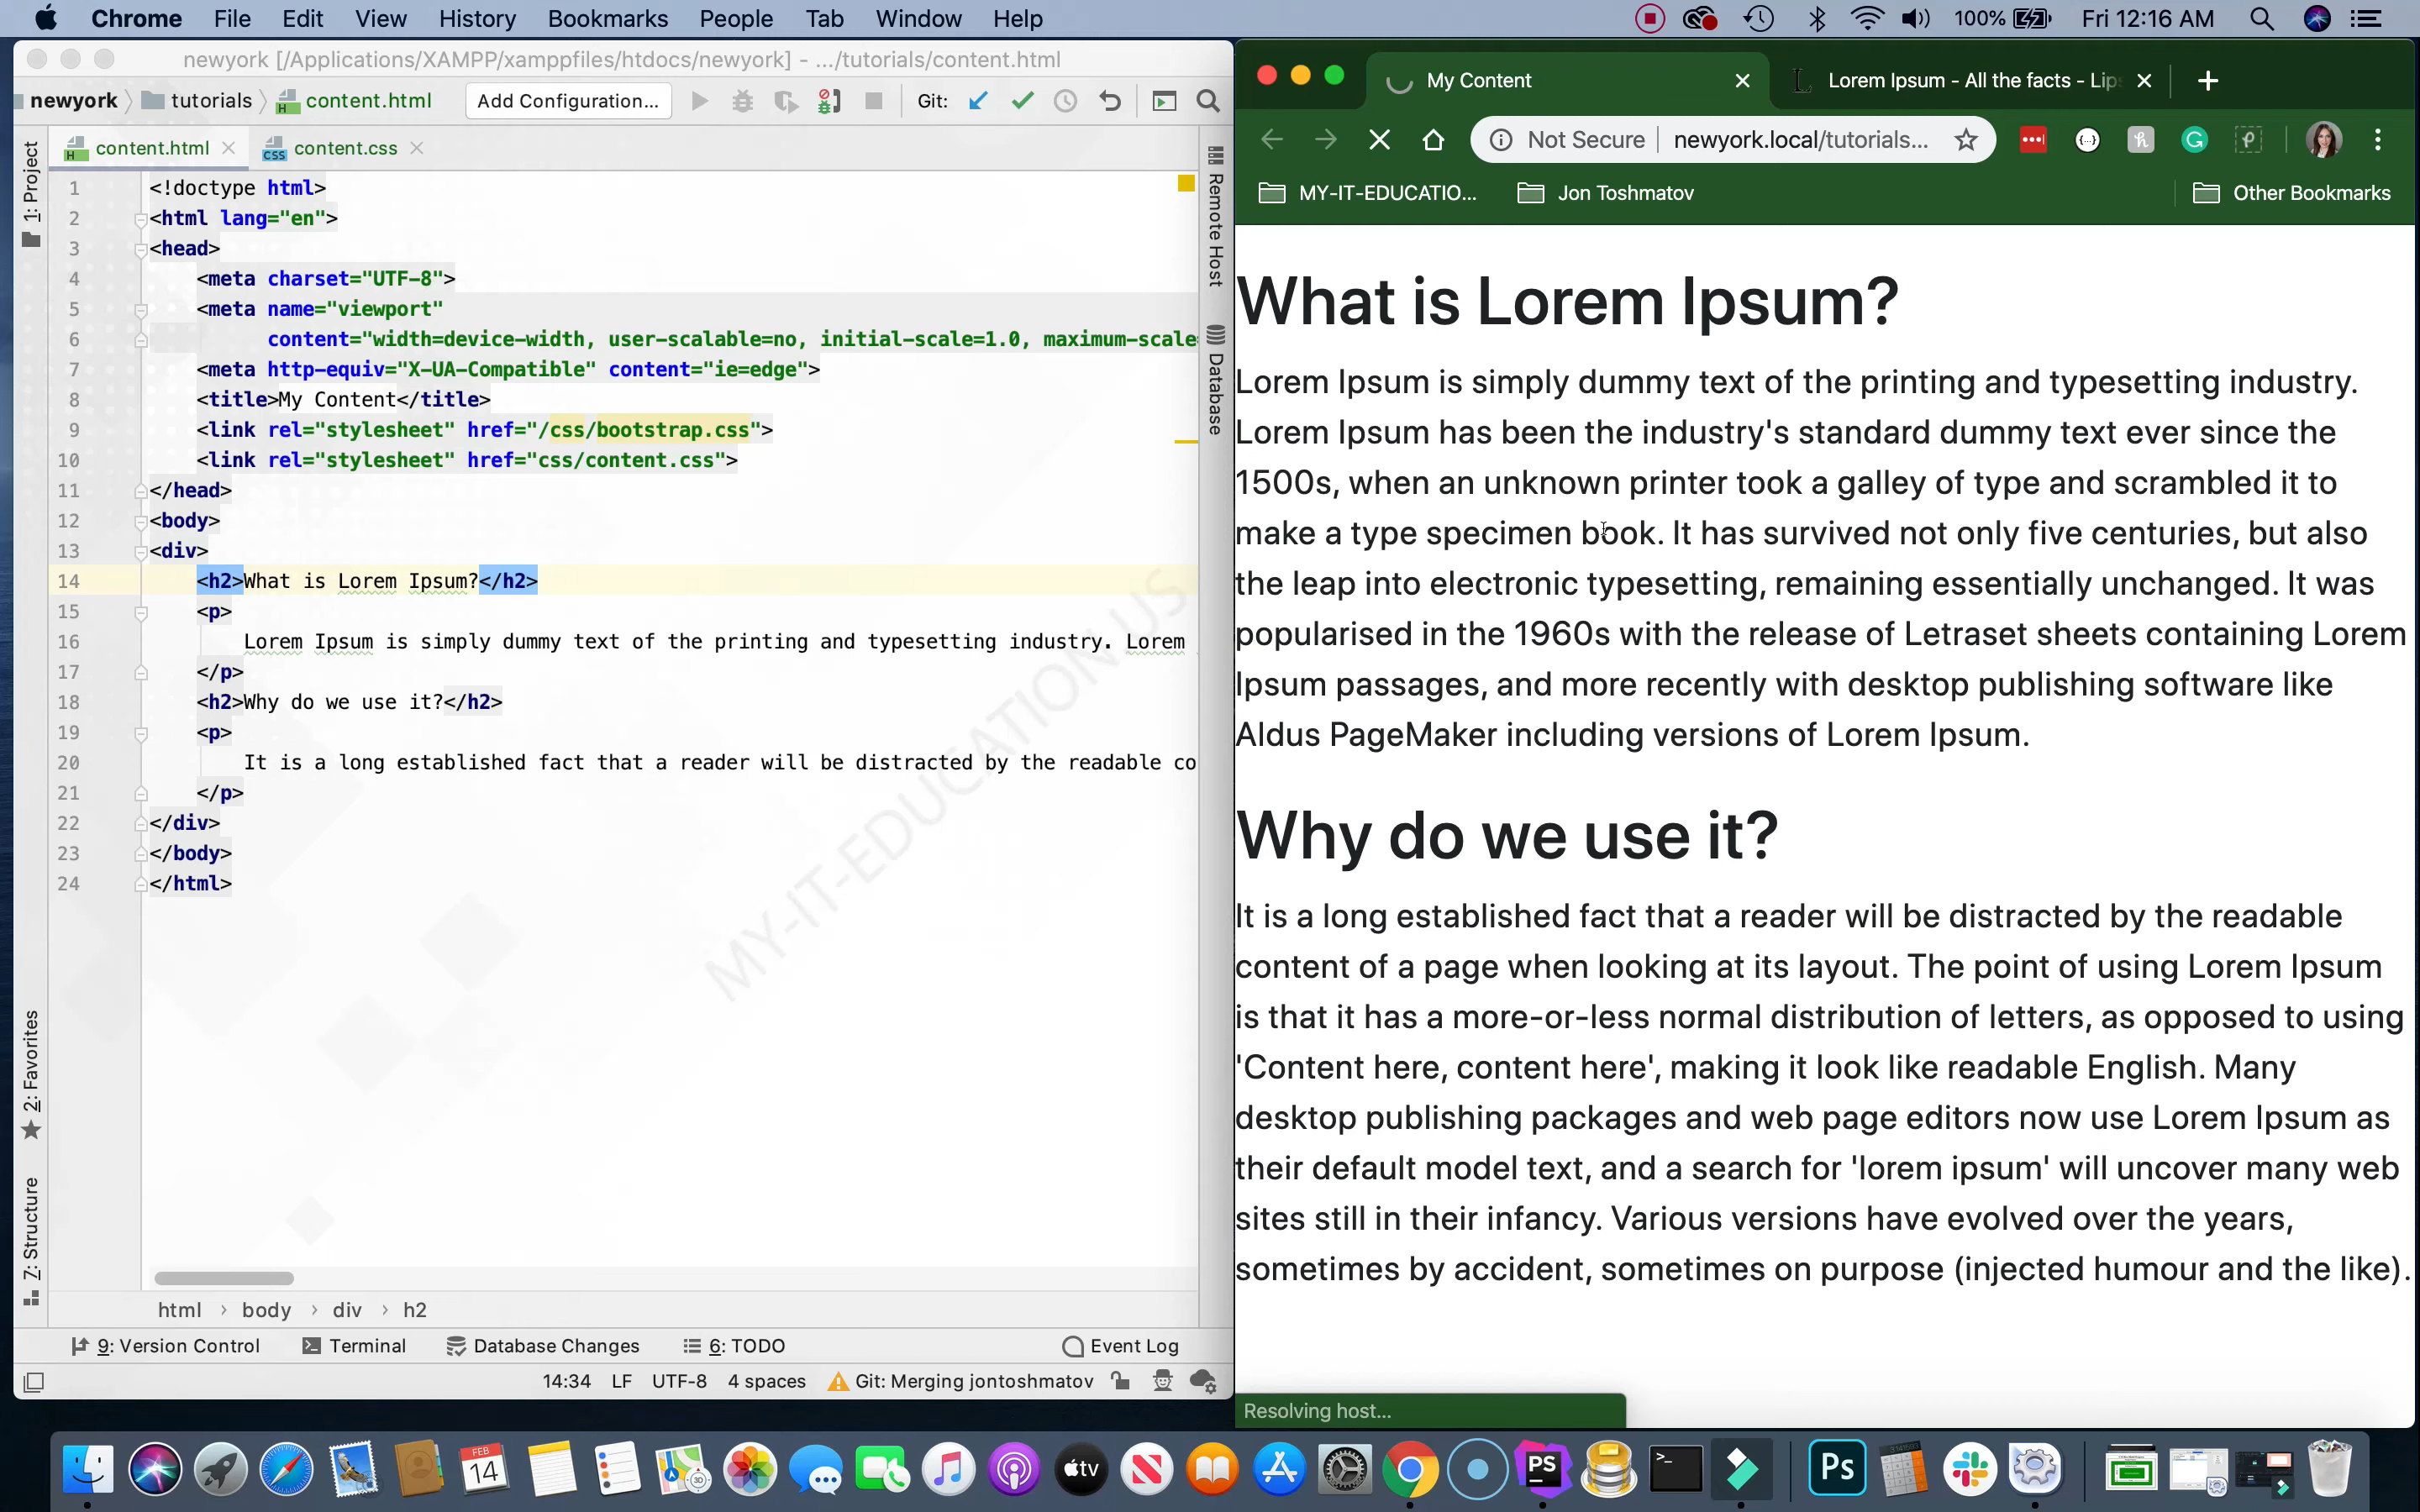 Chrome File Edit View History Bookmarks People Tab Window Help 100% Fri 12:16 AM
newyork [/Applications/XAMPP/xamppfiles/htdocs/newyork] - .../tutorials/content.html
newyork tutorials content.html Add Configuration... Git:
content.html content.css
1: Project
2: Favorites
Z: Structure
Remote Host
Database
1 <!doctype html>
2 <html lang="en">
3 <head>
4 <meta charset="UTF-8">
5 <meta name="viewport"
6 content="width=device-width, user-scalable=no, initial-scale=1.0, maximum-scale=
7 <meta http-equiv="X-UA-Compatible" content="ie=edge">
8 <title>My Content</title>
9 <link rel="stylesheet" href="/css/bootstrap.css">
10 <link rel="stylesheet" href="css/content.css">
11 </head>
12 <body>
13 <div>
14 <h2>What is Lorem Ipsum?</h2>
15 <p>
16 Lorem Ipsum is simply dummy text of the printing and typesetting industry. Lorem
17 </p>
18 <h2>Why do we use it?</h2>
19 <p>
20 It is a long established fact that a reader will be distracted by the readable co
21 </p>
22 </div>
23 </body>
24 </html>
MY-IT-EDUCATION.US
html › body › div › h2
9: Version Control Terminal Database Changes 6: TODO Event Log
14:34 LF UTF-8 4 spaces Git: Merging jontoshmatov
My Content Lorem Ipsum - All the facts - Lips
Not Secure newyork.local/tutorials...
MY-IT-EDUCATIO... Jon Toshmatov Other Bookmarks
What is Lorem Ipsum?
Lorem Ipsum is simply dummy text of the printing and typesetting industry.
Lorem Ipsum has been the industry's standard dummy text ever since the
1500s, when an unknown printer took a galley of type and scrambled it to
make a type specimen book. It has survived not only five centuries, but also
the leap into electronic typesetting, remaining essentially unchanged. It was
popularised in the 1960s with the release of Letraset sheets containing Lorem
Ipsum passages, and more recently with desktop publishing software like
Aldus PageMaker including versions of Lorem Ipsum.
Why do we use it?
It is a long established fact that a reader will be distracted by the readable
content of a page when looking at its layout. The point of using Lorem Ipsum
is that it has a more-or-less normal distribution of letters, as opposed to using
'Content here, content here', making it look like readable English. Many
desktop publishing packages and web page editors now use Lorem Ipsum as
their default model text, and a search for 'lorem ipsum' will uncover many web
sites still in their infancy. Various versions have evolved over the years,
sometimes by accident, sometimes on purpose (injected humour and the like).
Resolving host...
FEB
14
tv
PS
Ps